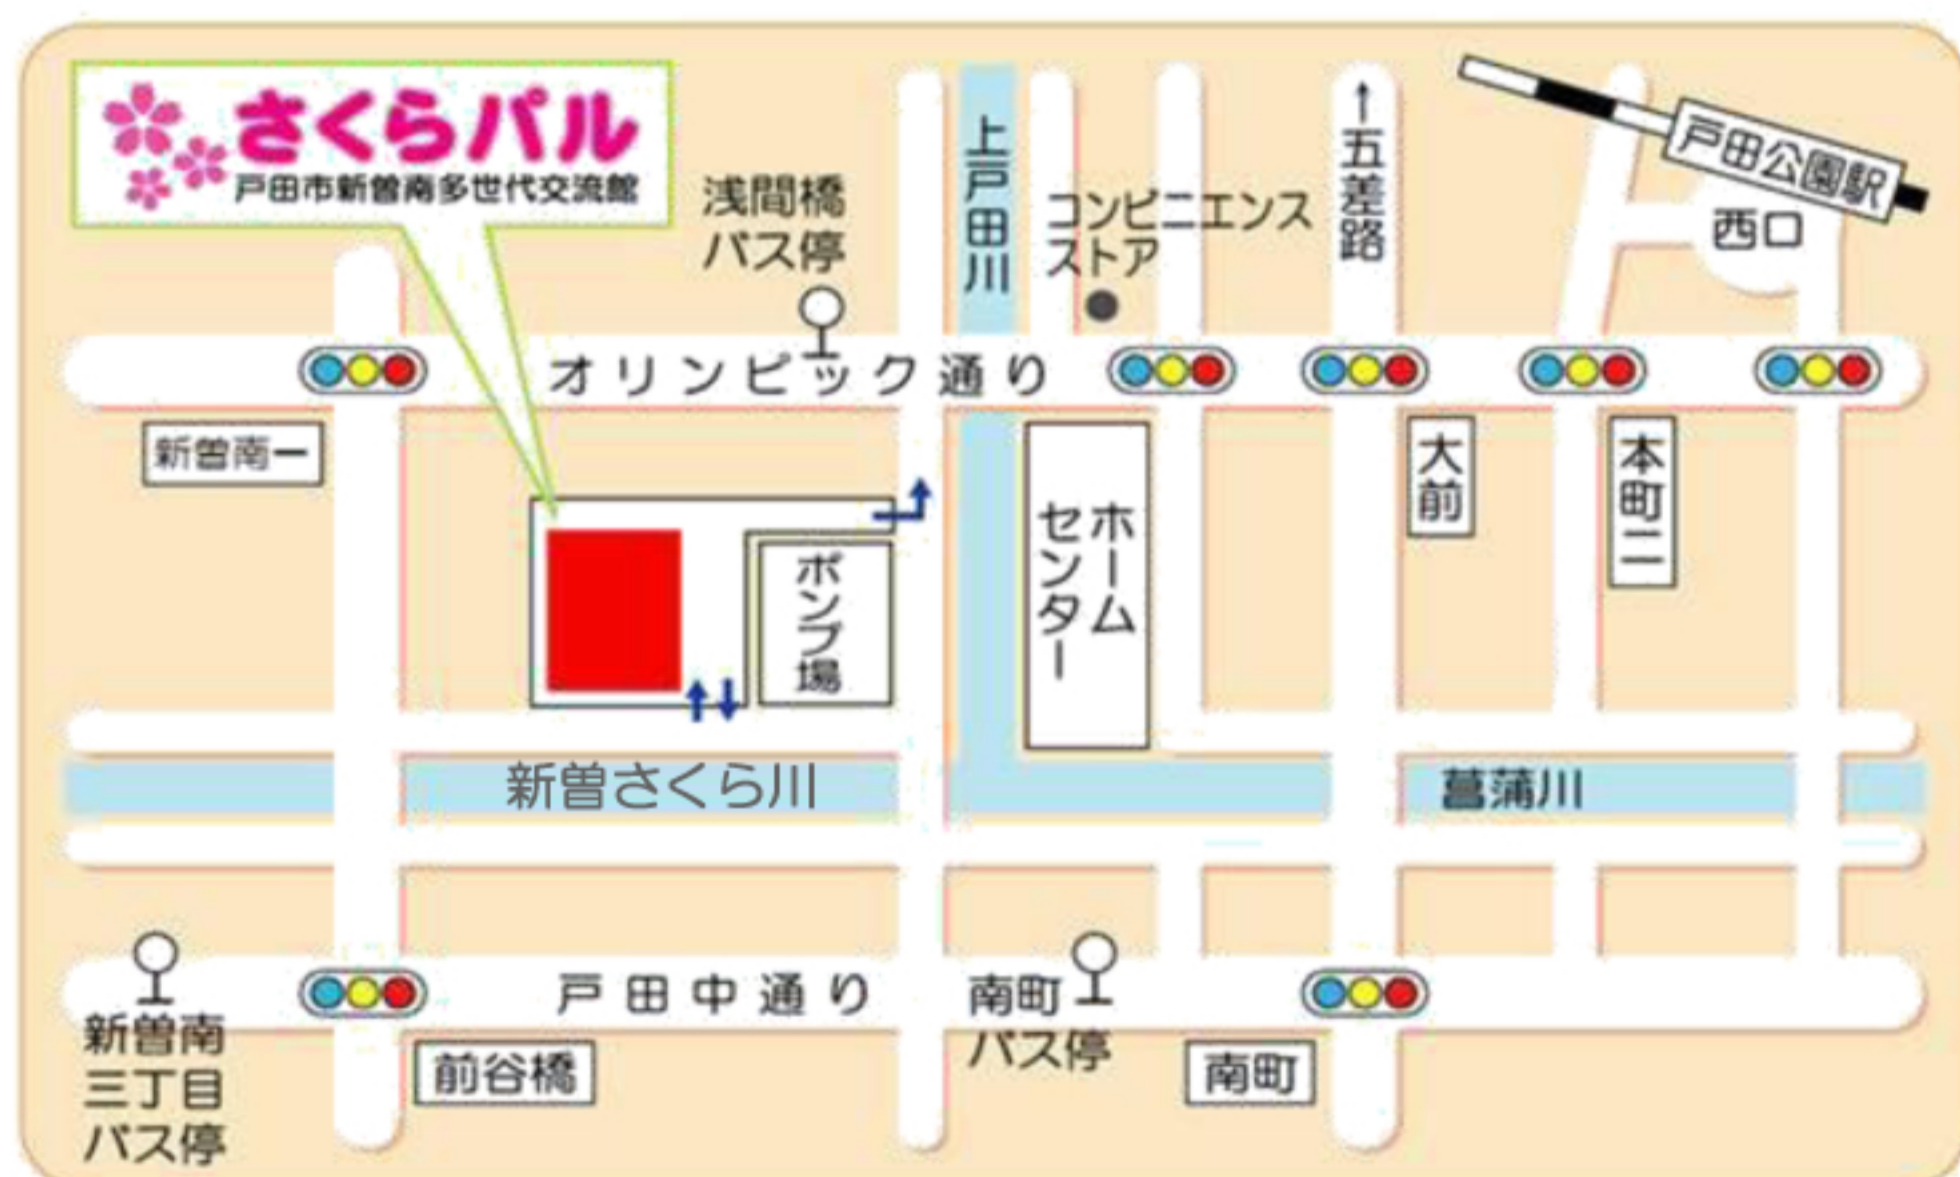 さくらパル
戸田市新曽南多世代交流館
浅間橋
バス停
上戸田川
コンビニエンス
ストア
↑五差路
戸田公園駅
西口
オリンピック通り
新曽南一
大前
本町二
ポンプ場
ホーム
センター
新曽さくら川
菖蒲川
新曽南
三丁目
バス停
戸田中通り
南町
バス停
前谷橋
南町